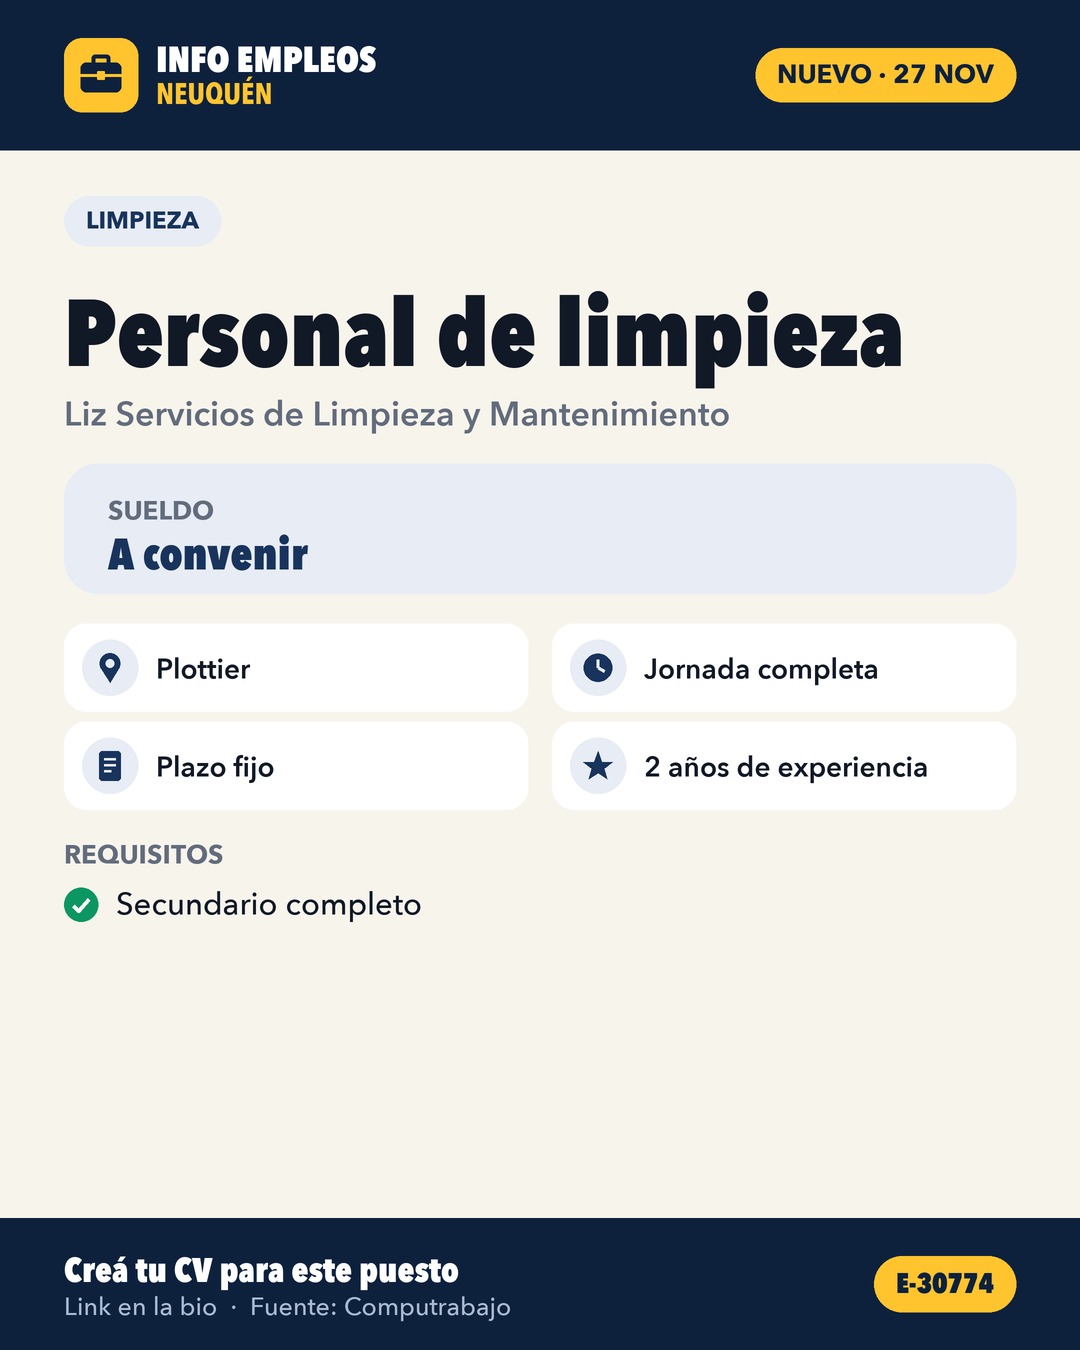 INFO EMPLEOS
NEUQUÉN
NUEVO · 27 NOV
LIMPIEZA
Personal de limpieza
Liz Servicios de Limpieza y Mantenimiento
SUELDO
A convenir
Plottier
Jornada completa
Plazo fijo
2 años de experiencia
REQUISITOS
Secundario completo
Creá tu CV para este puesto
Link en la bio · Fuente: Computrabajo
E-30774